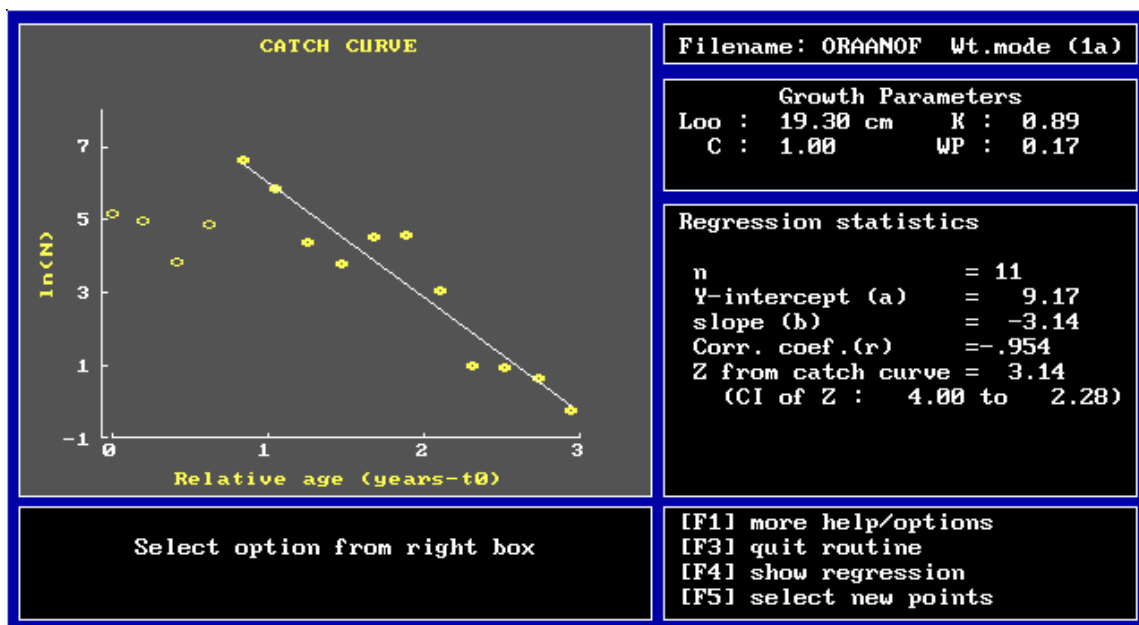 CATCH CURVE
7
5
3
1
-1
ln(N)
0 1 2 3
Relative age (years-t0)
Filename: ORAANOF Wt.mode (1a)
Growth Parameters
Loo : 19.30 cm K : 0.89
C : 1.00 WP : 0.17
Regression statistics
n = 11
Y-intercept (a) = 9.17
slope (b) = -3.14
Corr. coef.(r) =-.954
Z from catch curve = 3.14
(CI of Z : 4.00 to 2.28)
Select option from right box
[F1] more help/options
[F3] quit routine
[F4] show regression
[F5] select new points